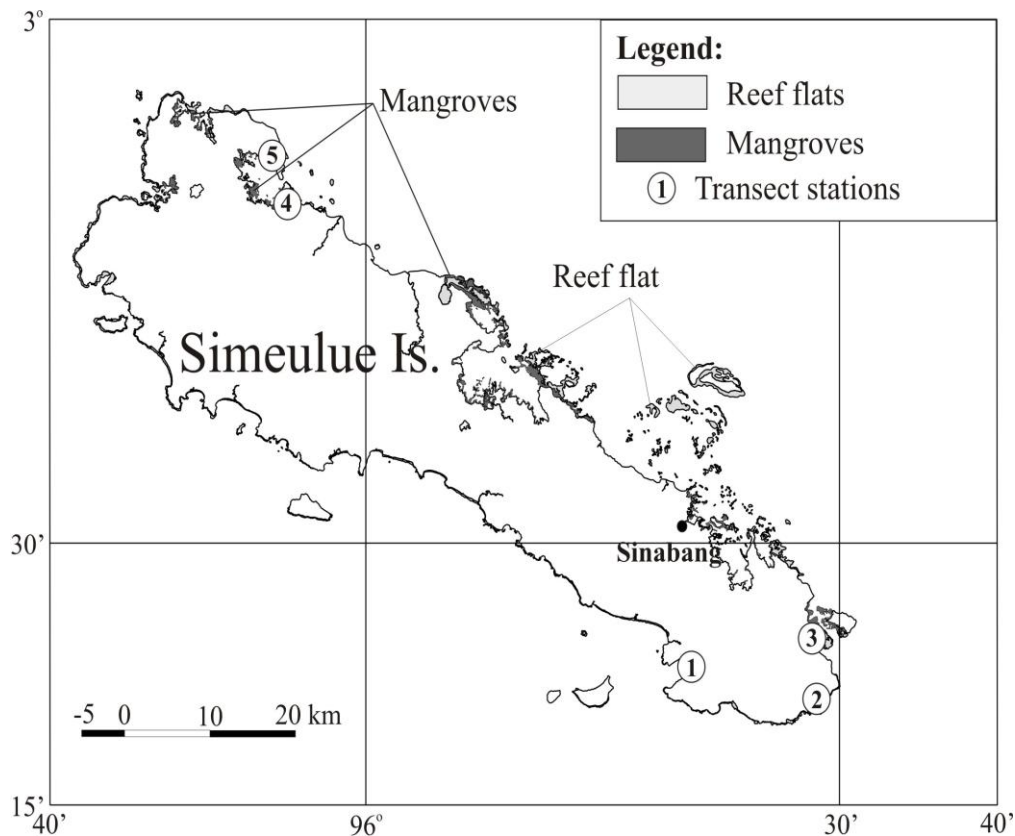 3°
Legend:
Reef flats
Mangroves
1 Transect stations
Mangroves
5
4
Reef flat
Simeulue Is.
Sinabang
30'
3
1
2
-5 0 10 20 km
15'
40' 96° 30' 40'